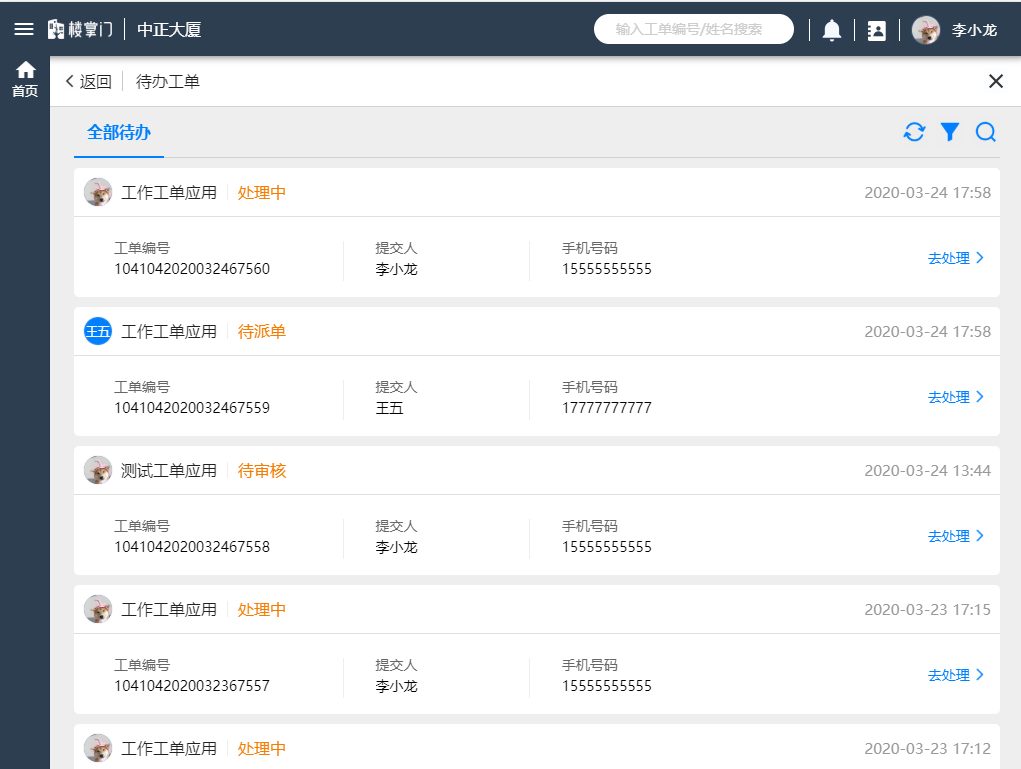 楼掌门 中正大厦 输入工单编号/姓名搜索 李小龙
首页
返回 待办工单
全部待办
工作工单应用 处理中 2020-03-24 17:58
工单编号 提交人 手机号码
1041042020032467560 李小龙 15555555555
去处理
王五 工作工单应用 待派单 2020-03-24 17:58
工单编号 提交人 手机号码
1041042020032467559 王五 17777777777
去处理
测试工单应用 待审核 2020-03-24 13:44
工单编号 提交人 手机号码
1041042020032467558 李小龙 15555555555
去处理
工作工单应用 处理中 2020-03-23 17:15
工单编号 提交人 手机号码
1041042020032367557 李小龙 15555555555
去处理
工作工单应用 处理中 2020-03-23 17:12